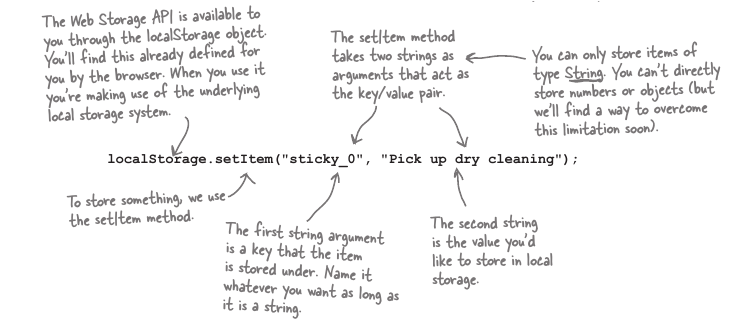 The Web Storage API is available to
you through the localStorage object.
You'll find this already defined for
you by the browser. When you use it
you're making use of the underlying
local storage system.
The setItem method
takes two strings as
arguments that act as
the key/value pair.
You can only store items of
type String. You can't directly
store numbers or objects (but
we'll find a way to overcome
this limitation soon).
localStorage.setItem("sticky_0", "Pick up dry cleaning");
To store something, we use
the setItem method.
The first string argument
is a key that the item
is stored under. Name it
whatever you want as long as
it is a string.
The second string
is the value you'd
like to store in local
storage.